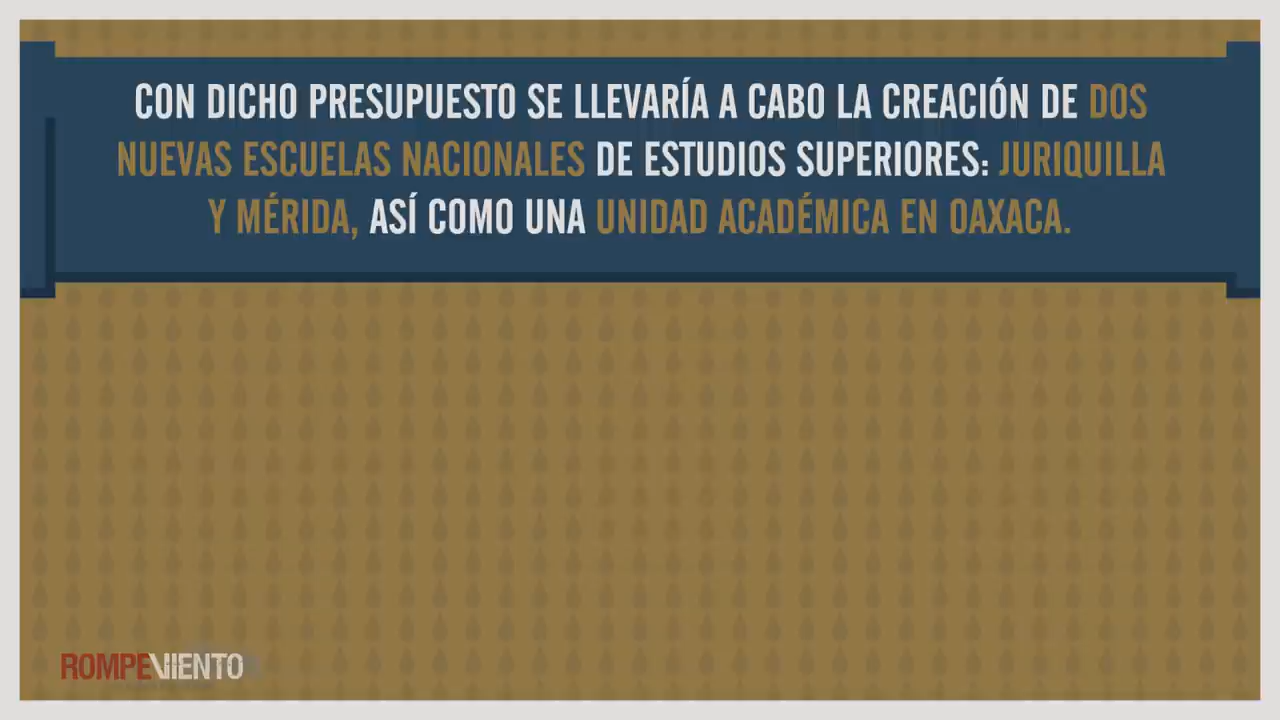 CON DICHO PRESUPUESTO SE LLEVARÍA A CABO LA CREACIÓN DE DOS
NUEVAS ESCUELAS NACIONALES DE ESTUDIOS SUPERIORES: JURIQUILLA
Y MÉRIDA, ASÍ COMO UNA UNIDAD ACADÉMICA EN OAXACA.
ROMPEVIENTO